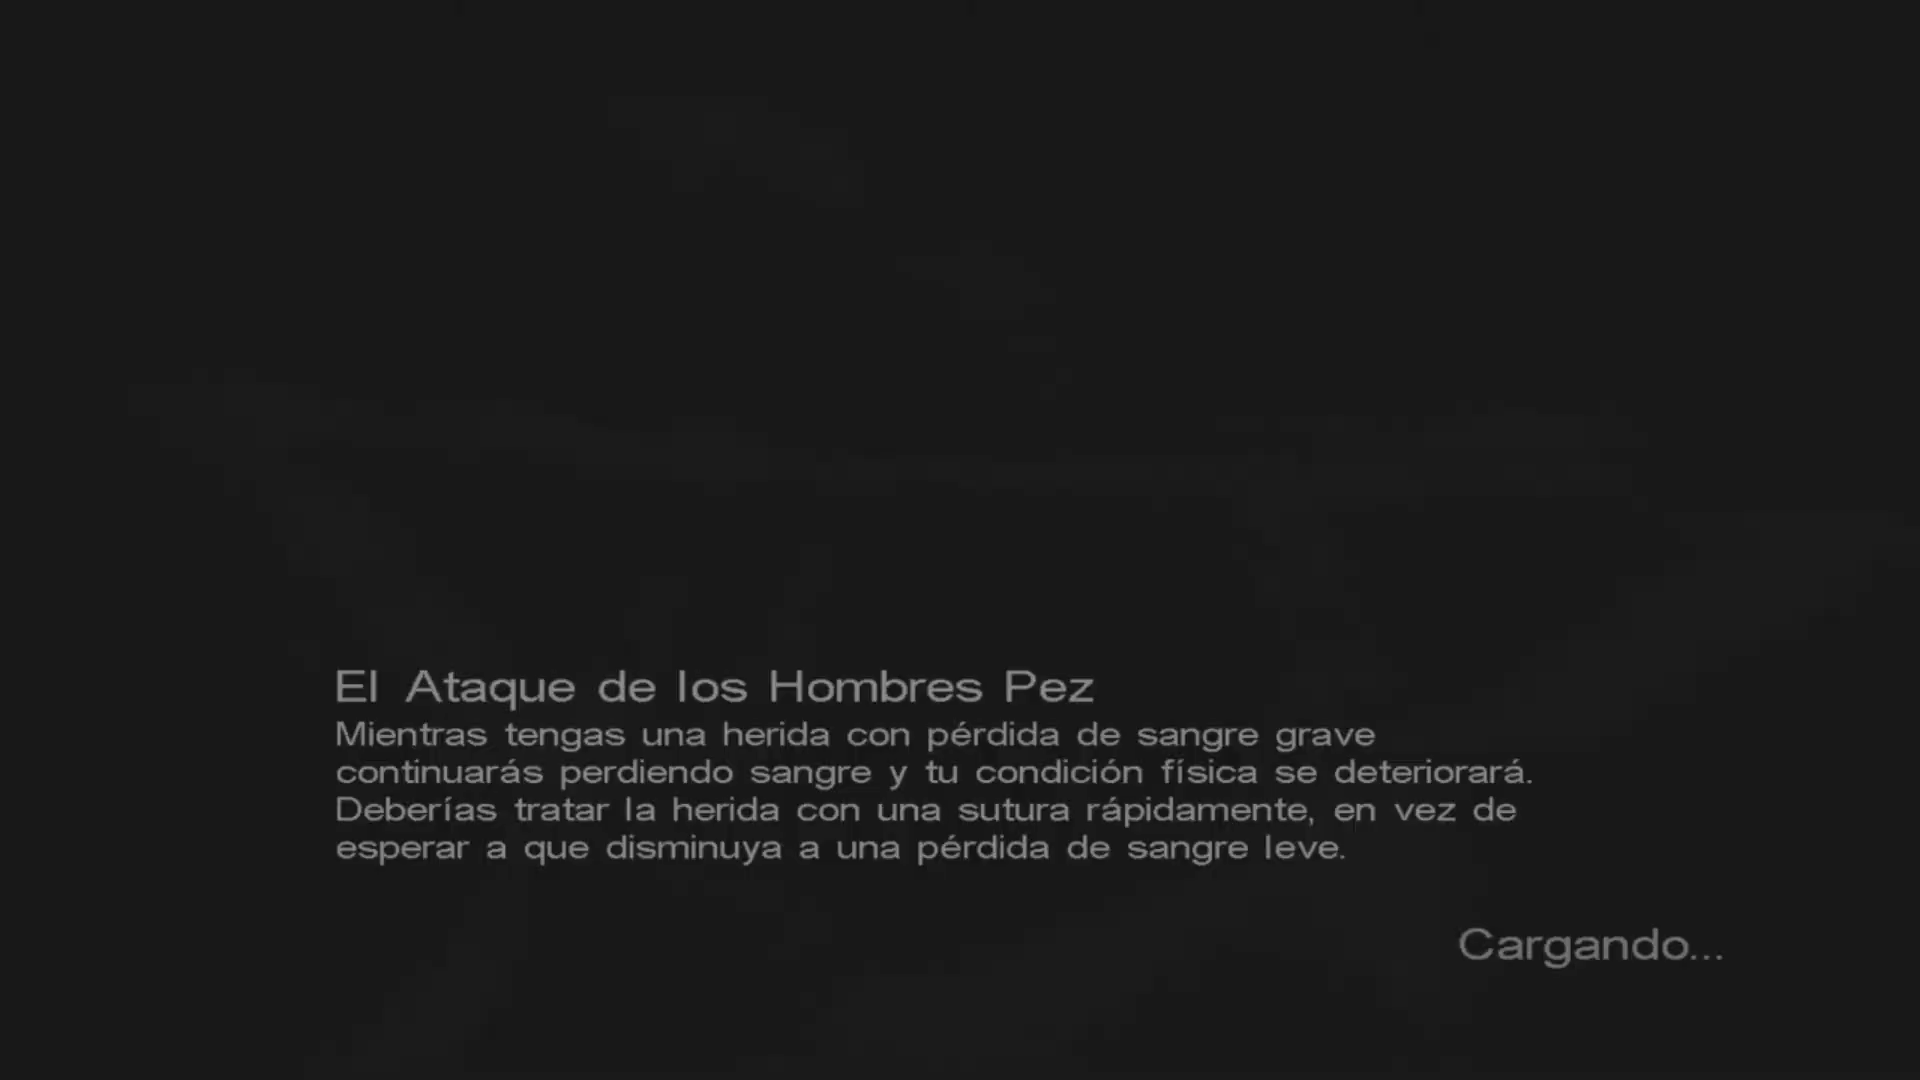 El Ataque de los Hombres Pez
Mientras tengas una herida con pérdida de sangre grave
continuarás perdiendo sangre y tu condición física se deteriorará.
Deberías tratar la herida con una sutura rápidamente, en vez de
esperar a que disminuya a una pérdida de sangre leve.
Cargando...